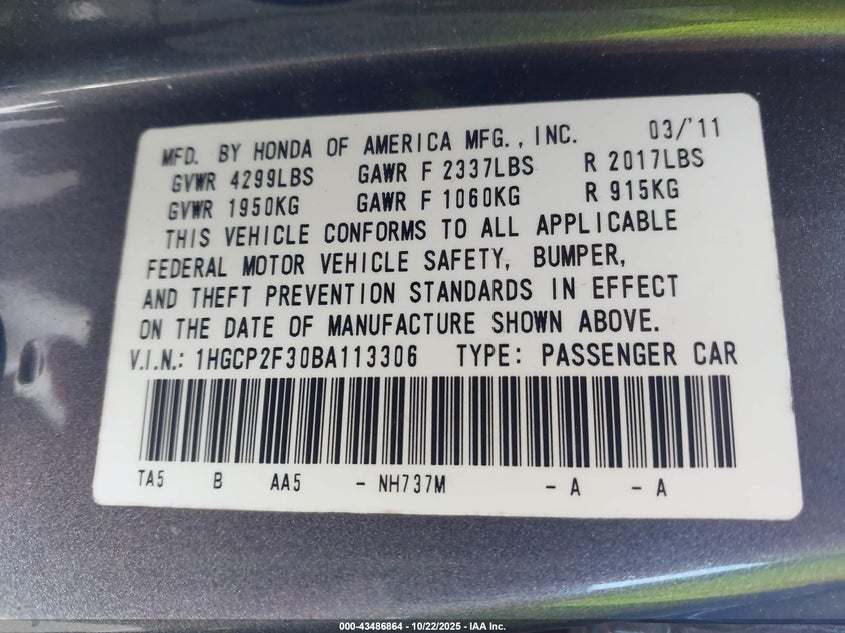 MFD. BY HONDA OF AMERICA MFG., INC. 03/'11
GVWR 4299LBS GAWR F 2337LBS R 2017LBS
GVWR 1950KG GAWR F 1060KG R 915KG
THIS VEHICLE CONFORMS TO ALL APPLICABLE
FEDERAL MOTOR VEHICLE SAFETY, BUMPER,
AND THEFT PREVENTION STANDARDS IN EFFECT
ON THE DATE OF MANUFACTURE SHOWN ABOVE.
V.I.N.: 1HGCP2F30BA113306 TYPE: PASSENGER CAR
TA5 B AA5 - NH737M - A - A
000-43486864 - 10/22/2025 - IAA Inc.